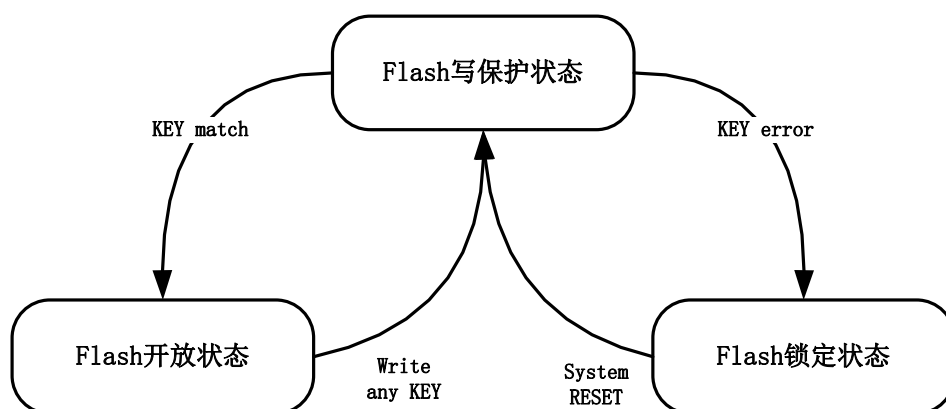 Flash写保护状态
KEY match
KEY error
Flash开放状态
Write
any KEY
System
RESET
Flash锁定状态